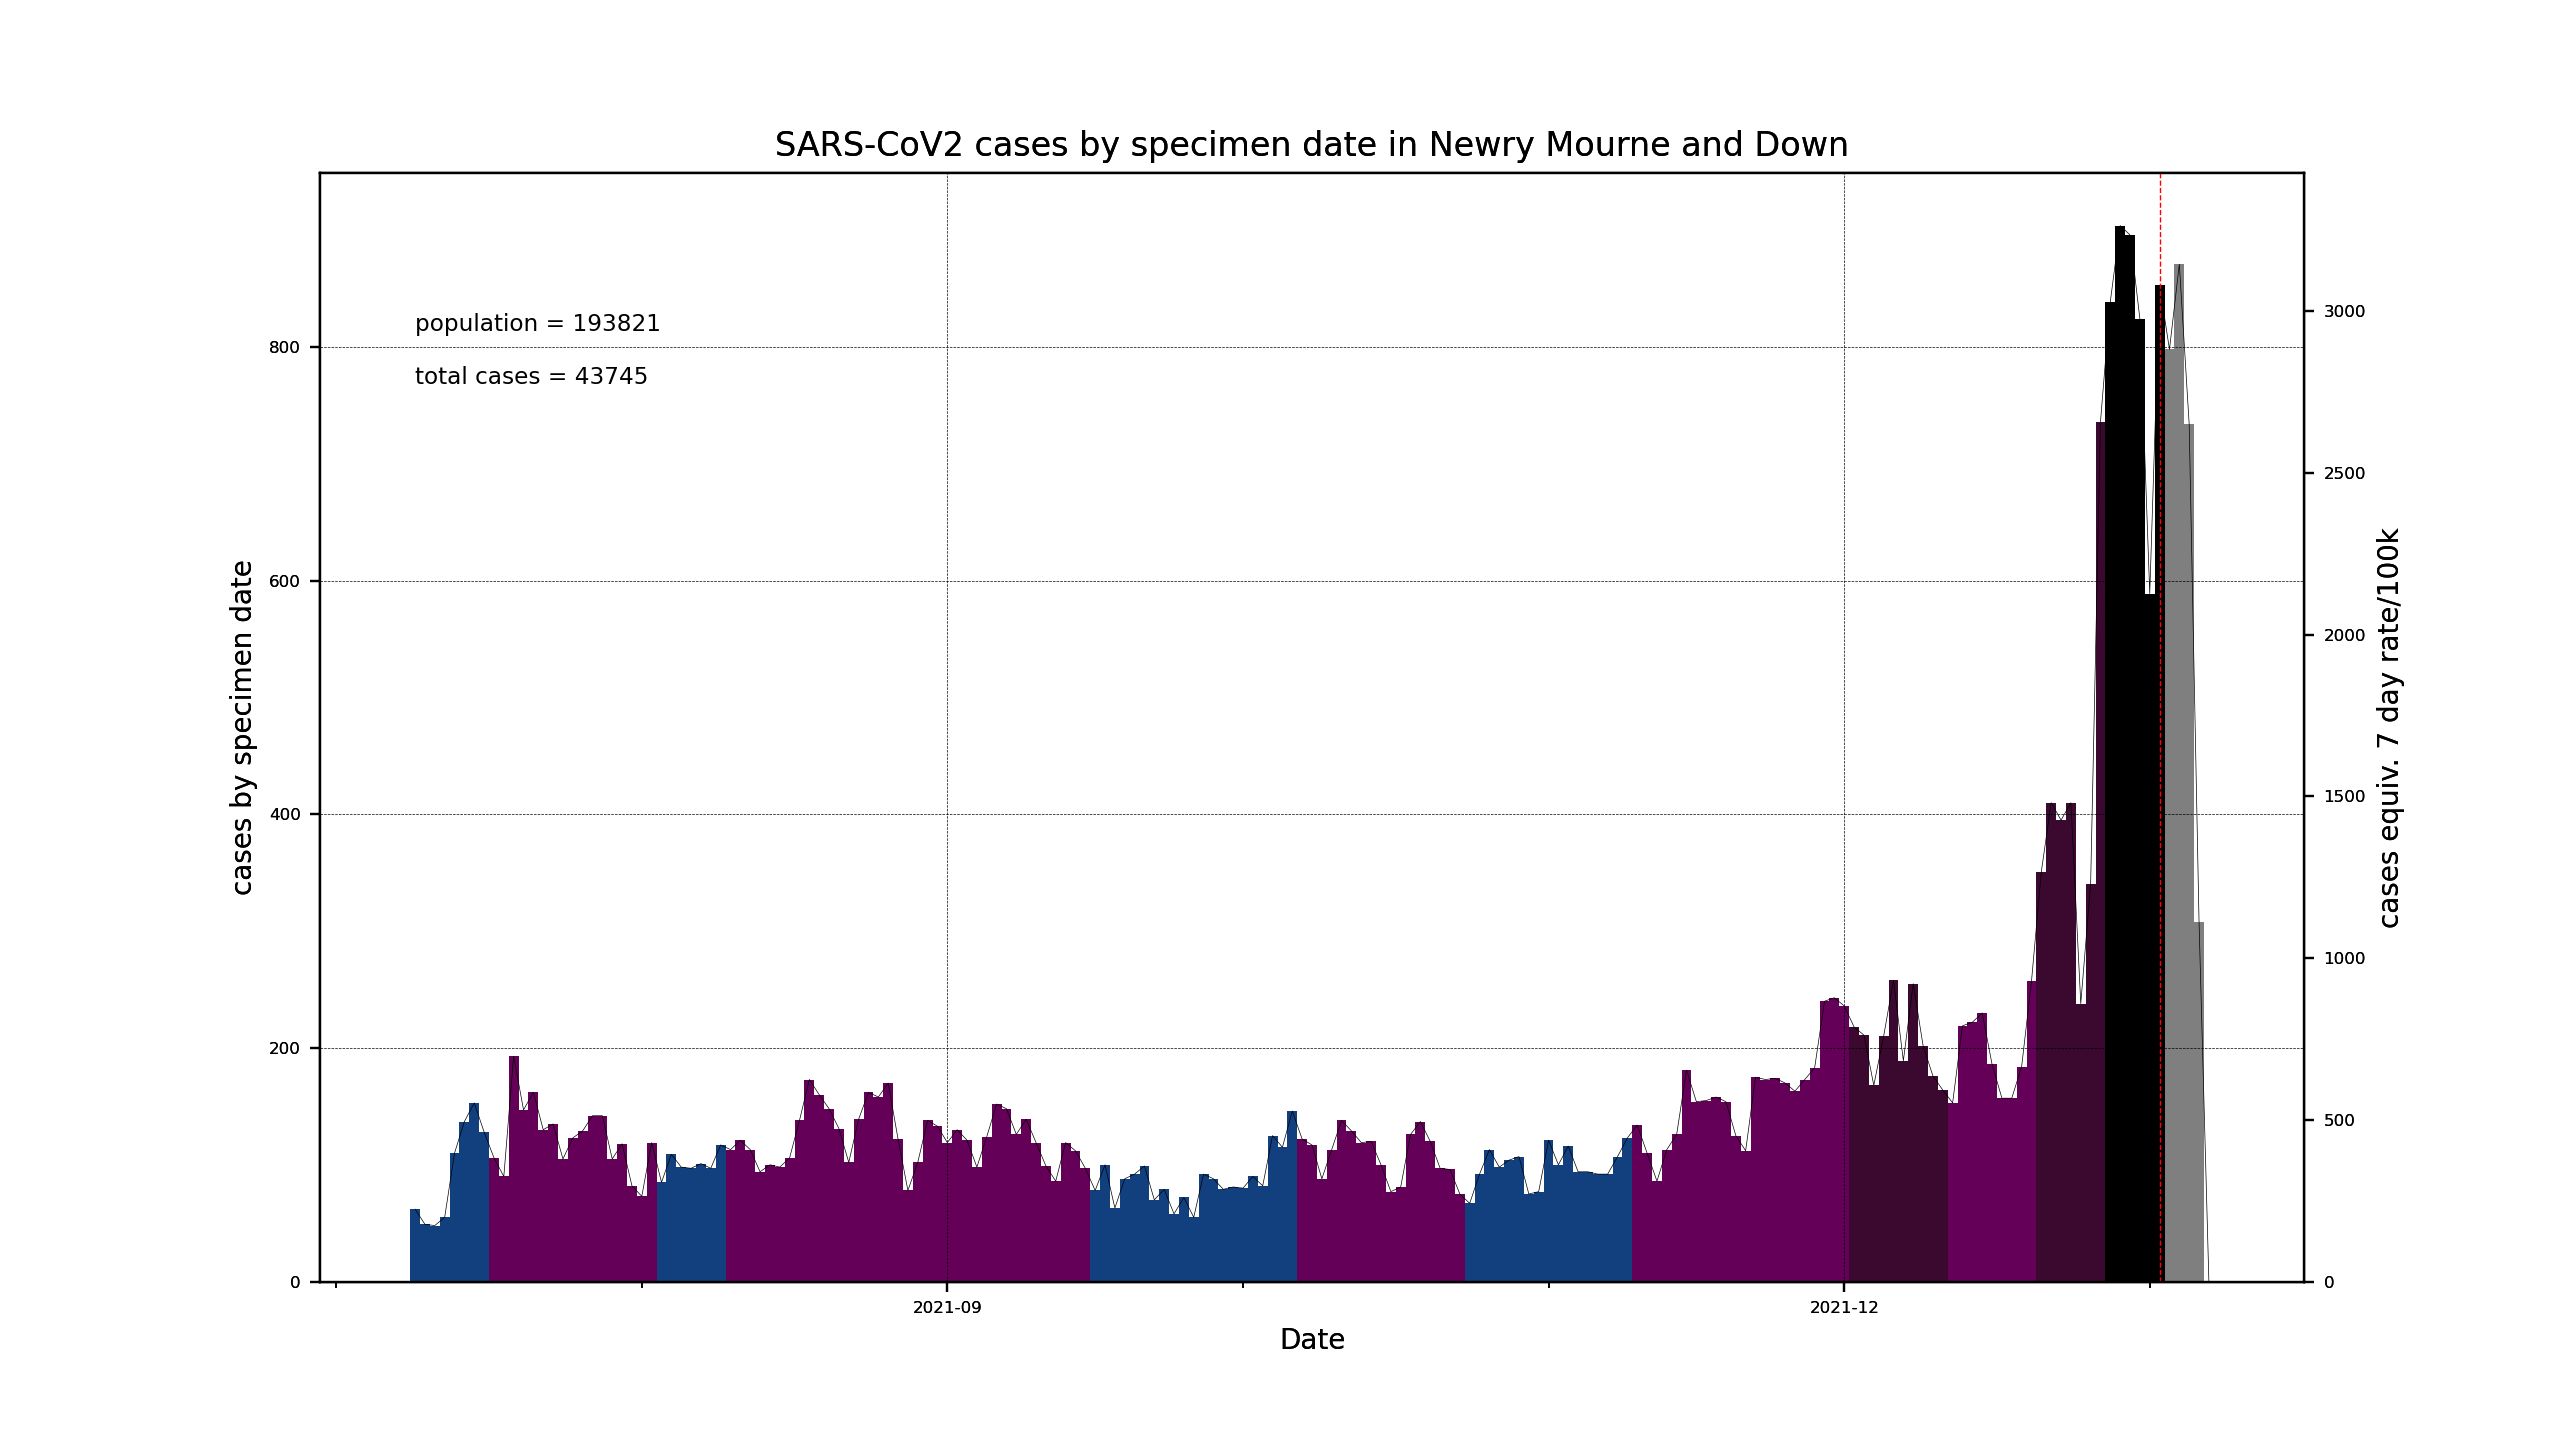 SARS-CoV2 cases by specimen date in Newry Mourne and Down
population = 193821
total cases = 43745
cases by specimen date
800
600
400
200
0
3000
2500
2000
1500
1000
500
0
cases equiv. 7 day rate/100k
2021-09
2021-12
Date